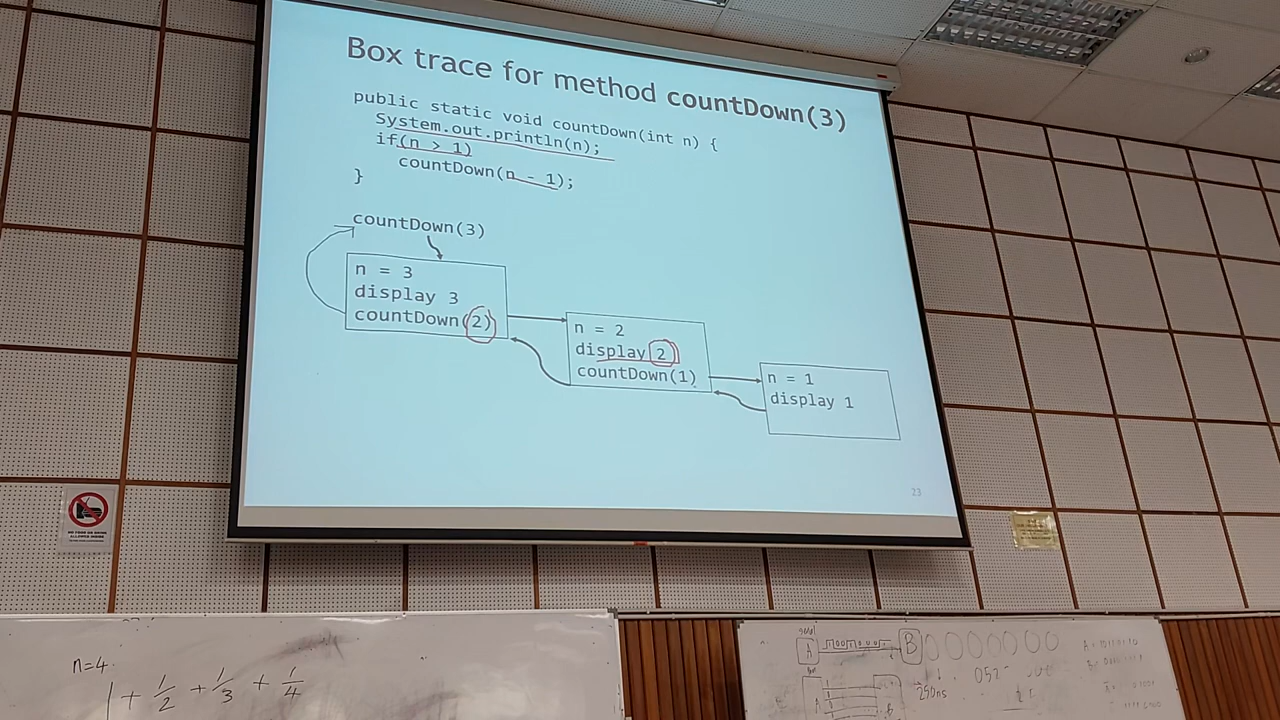 Box trace for method countDown(3)
public static void countDown(int n) {
System.out.println(n);
if(n > 1)
countDown(n - 1);
}
countDown(3)
n = 3
display 3
countDown(2)
n = 2
display 2
countDown(1)
n = 1
display 1
23
n=4
1 + 1/2 + 1/3 + 1/4
A
B
250ns
A